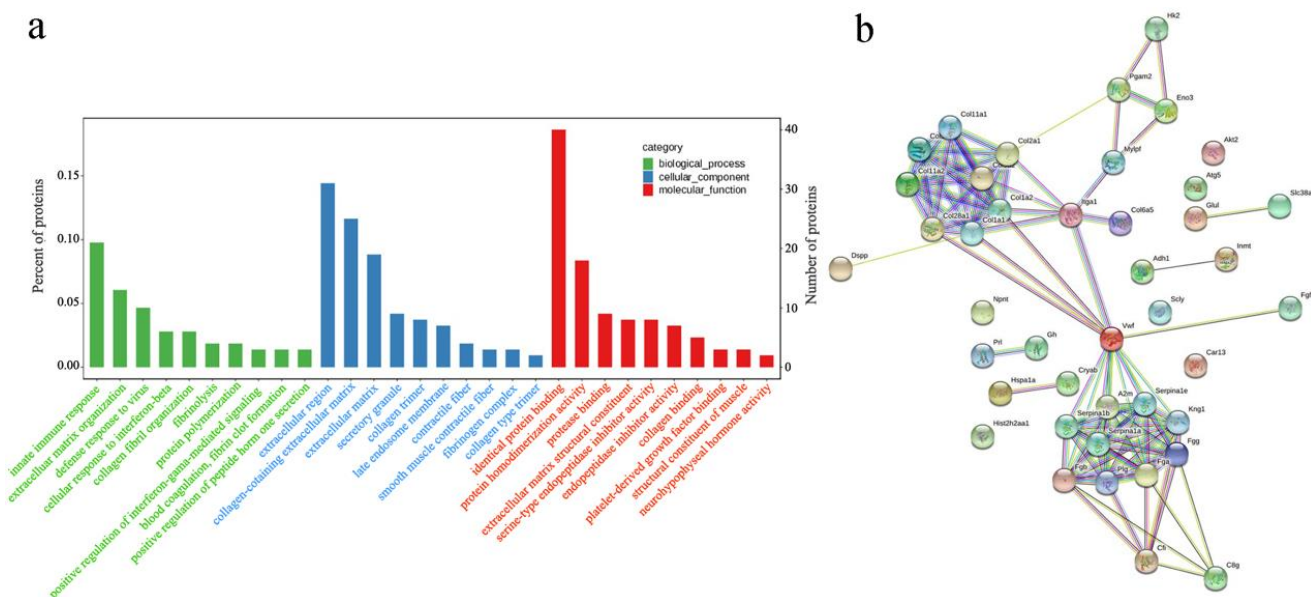 a
b
category
biological_process
cellular_component
molecular_function
Percent of proteins
0.15
0.10
0.05
0.00
Number of proteins
40
30
20
10
0
innate immune response
extracelluar matrix organization
defense response to virus
cellular response to interferon-beta
collagen fibril organization
fibrinolysis
protein polymerization
positive regulation of interferon-gama-mediated signaling
blood coagulation, fibrin clot formation
positive regulation of peptide horm one secretion
extracellular region
collagen-cotaining extracellular matrix
extracellular matrix
secretory granule
collagen trimer
late endosome membrane
contractile fiber
smooth muscle contractile fiber
fibrinogen complex
collagen type trimer
identical protein binding
protein homodimerization activity
protease binding
extracellular matrix structural constituent
serine-type endopeptidase inhibitor activity
endopeptidase inhibitor activity
collagen binding
platelet-derived growth factor binding
structural constituent of muscle
neurohypophyseal hormone activity
Hk2
Pgam2
Eno3
Col11a1
Col2a1
Mylpf
Akt2
Col11a2
Atg5
Slc38a
Glul
Col1a2
Itga1
Col6a5
Col28a1
Col1a1
Dspp
Inmt
Adh1
Npnt
Scly
Fgf
Vwf
Prl
Gh
Car13
Cryab
Hspa1a
A2m
Serpina1e
Serpina1b
Kng1
Hist2h2aa1
Serpina1a
Fgg
Fgb
Plg
Fga
Cfi
C8g